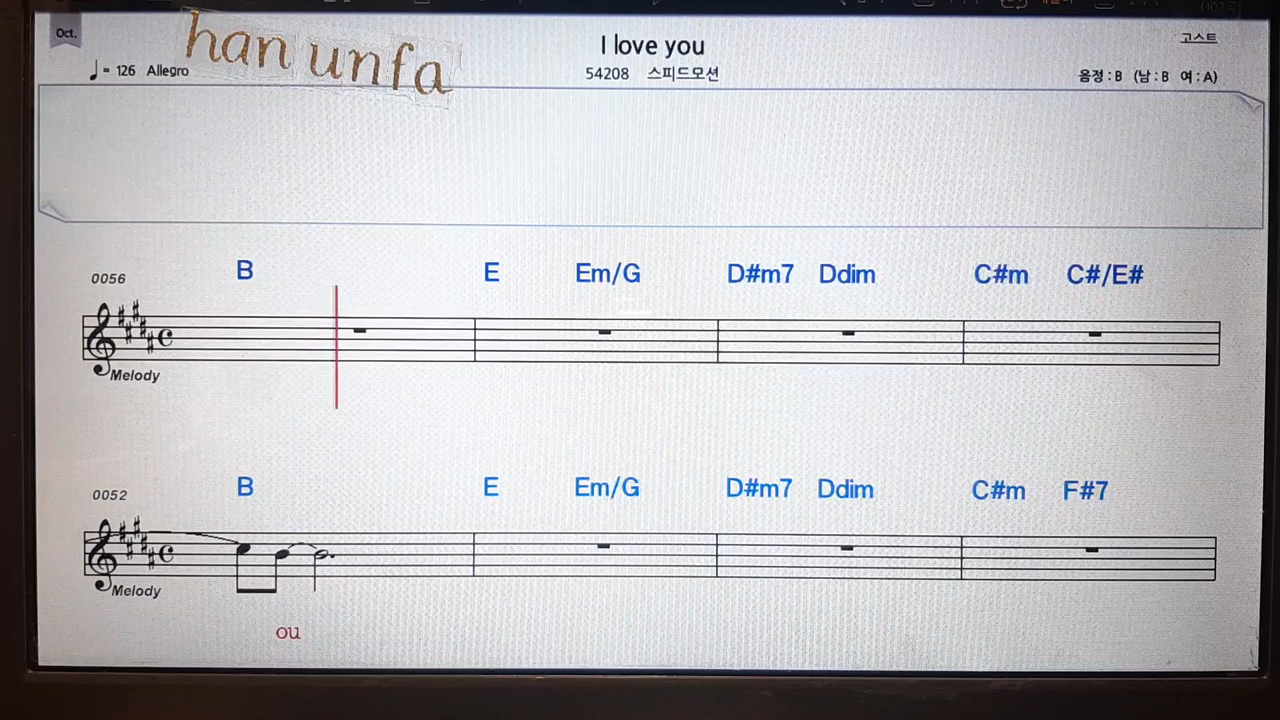 Oct.
han unfa
I love you
고스트
♩= 126 Allegro
54208 스피드모션
음정 : B (남 : B 여 : A)
B E Em/G D#m7 Ddim C#m C#/E#
0056
Melody
B E Em/G D#m7 Ddim C#m F#7
0052
Melody
ou